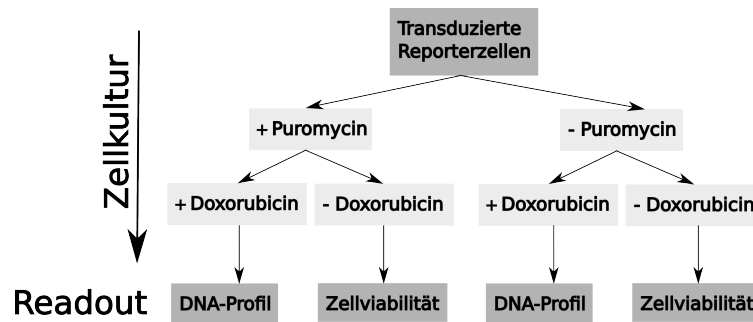 Transduzierte
Reporterzellen
Zellkultur
+ Puromycin
- Puromycin
+ Doxorubicin
- Doxorubicin
+ Doxorubicin
- Doxorubicin
Readout
DNA-Profil
Zellviabilität
DNA-Profil
Zellviabilität